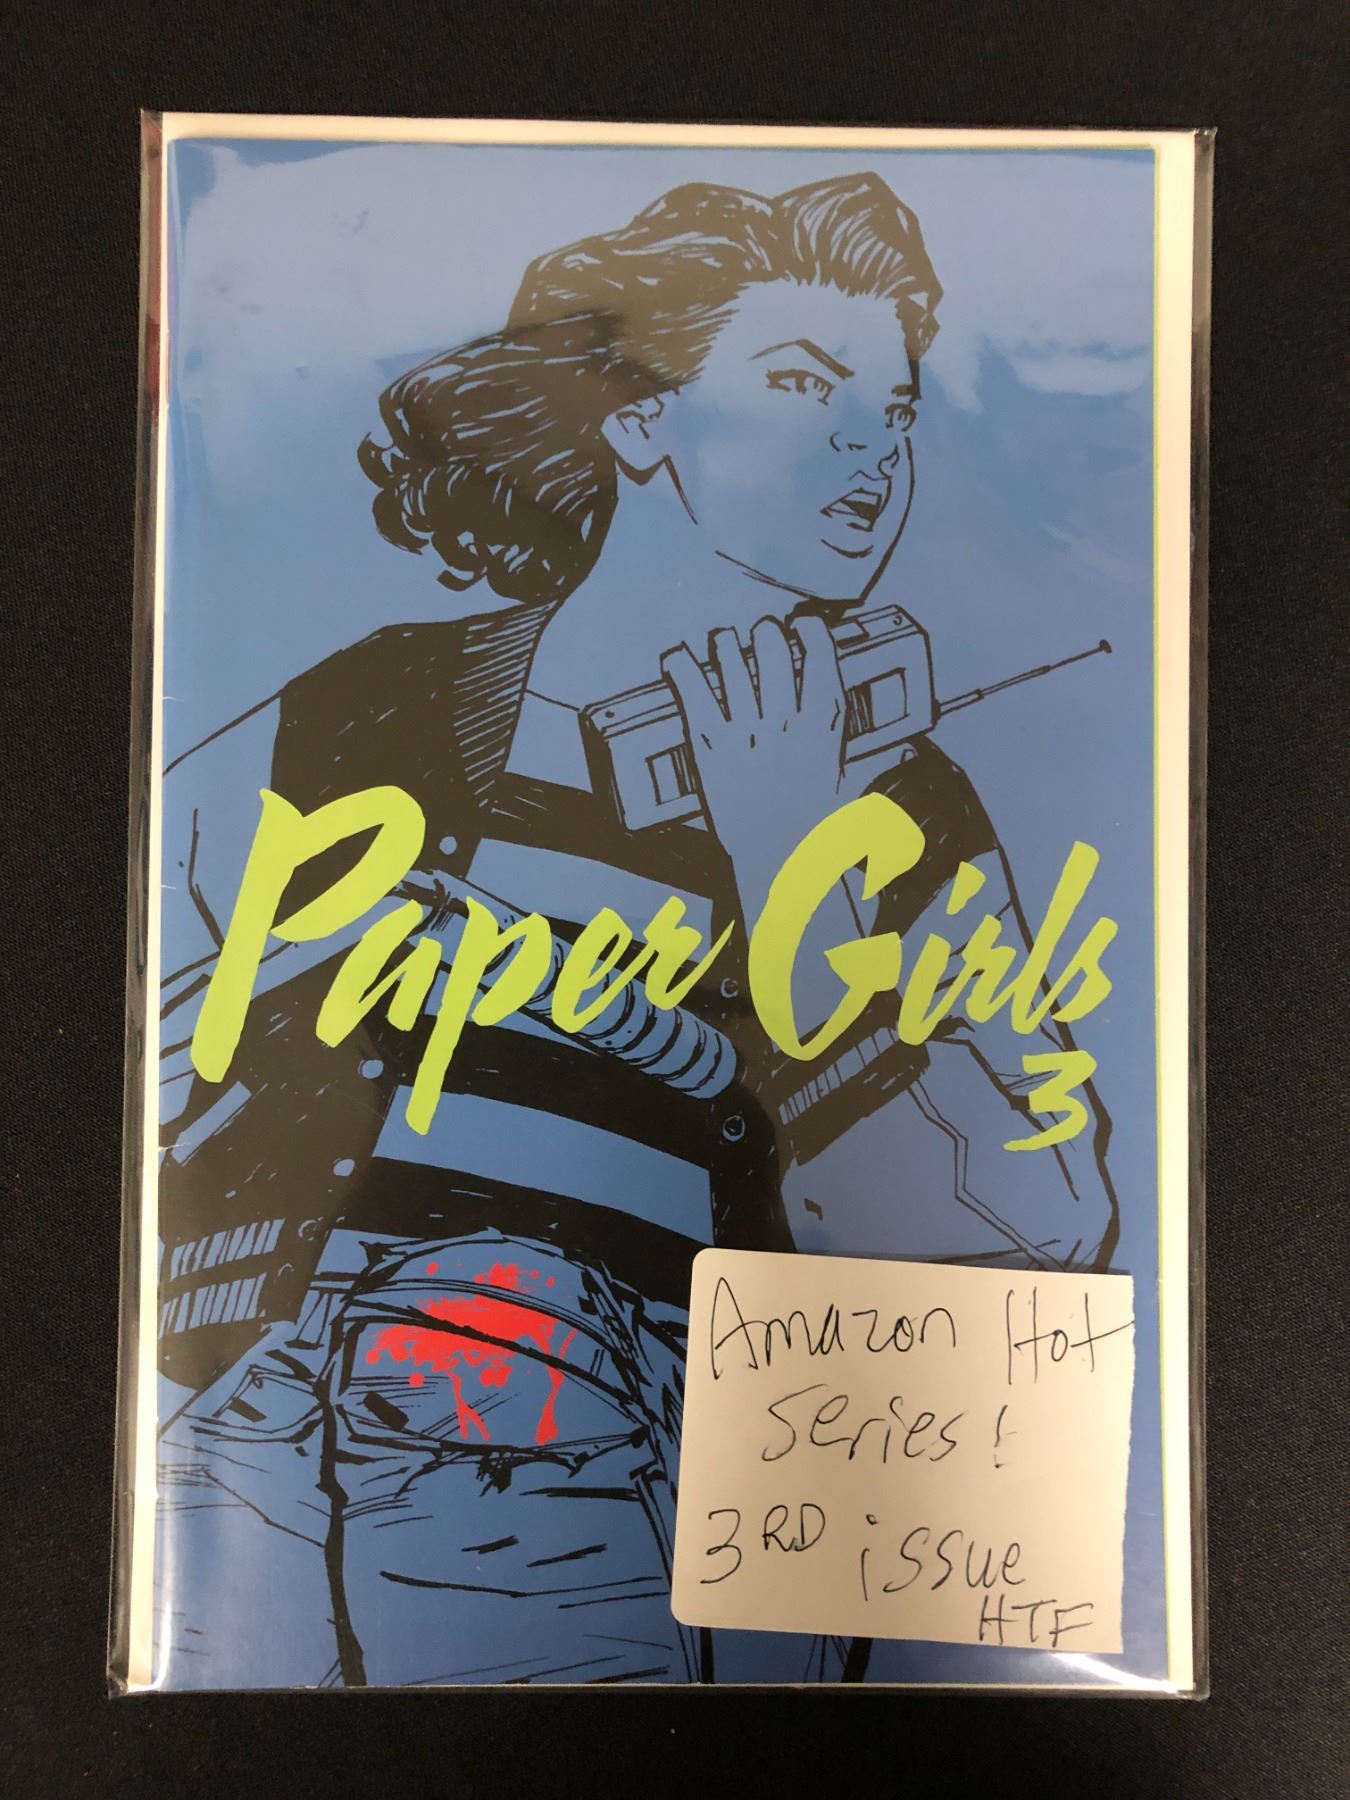 Paper Girls
3
Amazon Hot
Series!
3RD issue
HTF